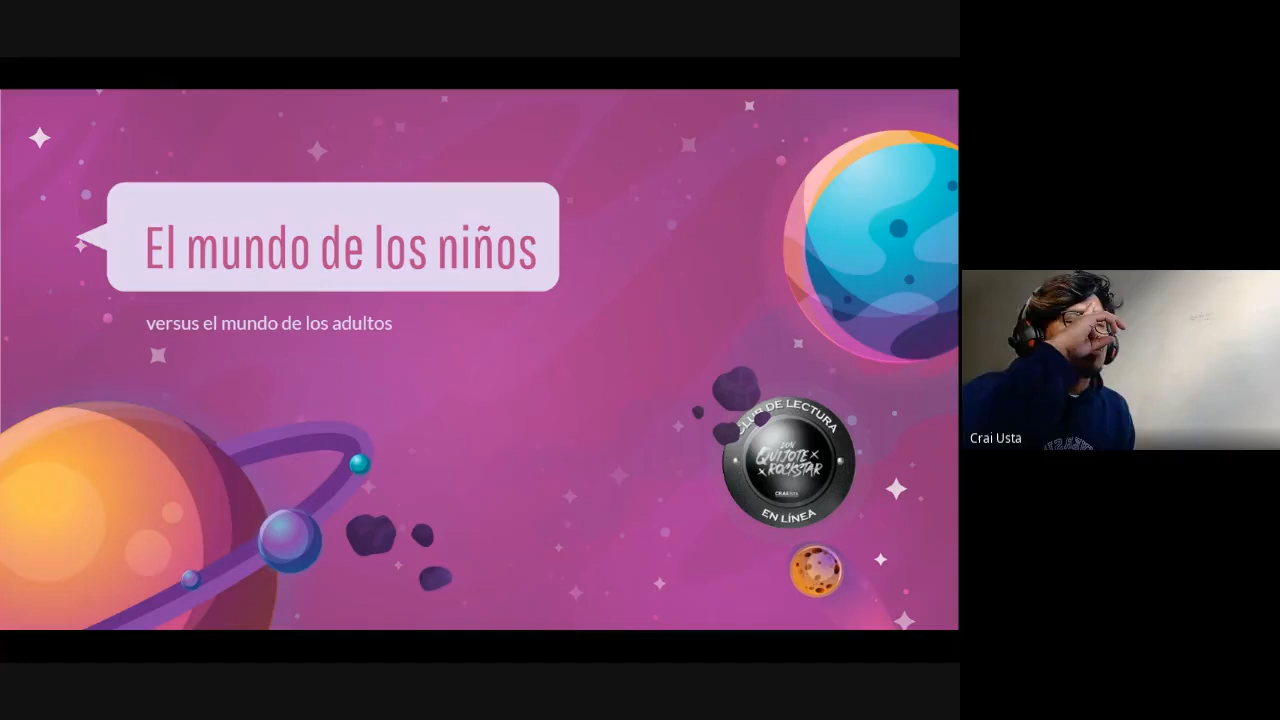 El mundo de los niños
versus el mundo de los adultos
CLUB DE LECTURA
DON
QUIJOTE
ROCKSTAR
CRAIUSTA
EN LÍNEA
Crai Usta